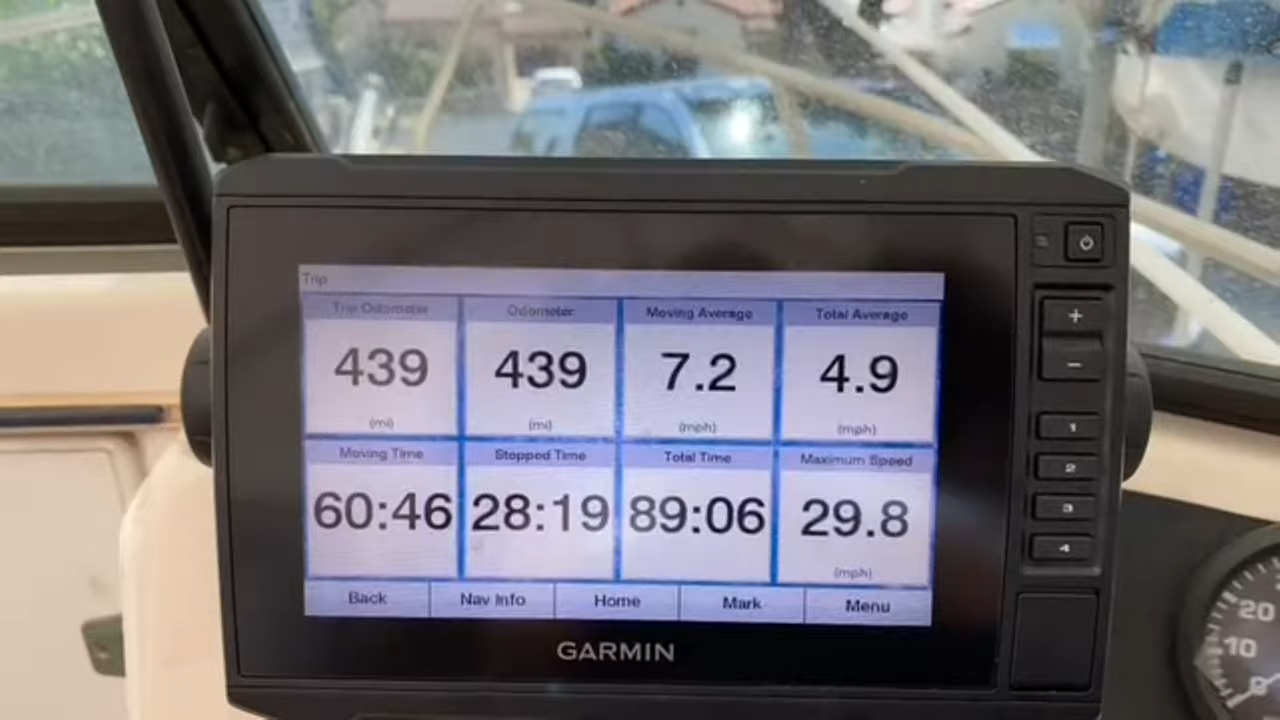 Trip
Trip Odometer Odometer Moving Average Total Average
439 439 7.2 4.9
(mi) (mi) (mph) (mph)
Moving Time Stopped Time Total Time Maximum Speed
60:46 28:19 89:06 29.8
(mph)
Back Nav Info Home Mark Menu
GARMIN
+
-
1
2
3
4
20
10
0